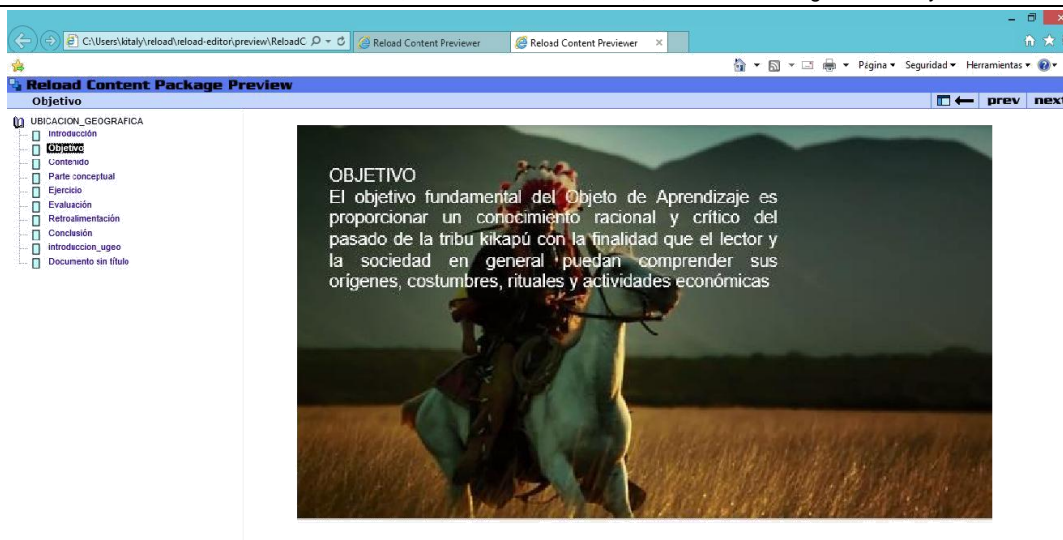 C:\Users\kitaly\reload\reload-editor\preview\ReloadC
Reload Content Previewer
Reload Content Previewer
Página
Seguridad
Herramientas
Reload Content Package Preview
Objetivo
prev
next
UBICACION_GEOGRAFICA
Introducción
Objetivo
Contenido
Parte conceptual
Ejercicio
Evaluación
Retroalimentación
Conclusión
introduccion_ugeo
Documento sin título
OBJETIVO
El objetivo fundamental del Objeto de Aprendizaje es
proporcionar un conocimiento racional y crítico del
pasado de la tribu kikapú con la finalidad que el lector y
la sociedad en general puedan comprender sus
orígenes, costumbres, rituales y actividades económicas